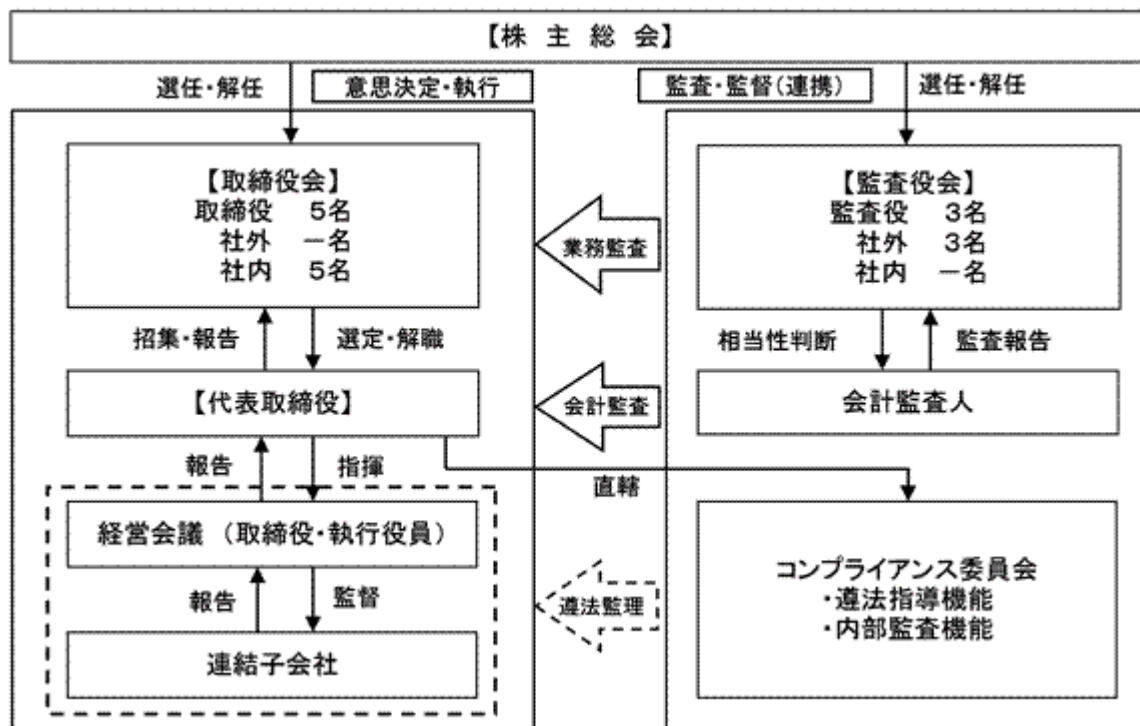 【株 主 総 会】
選任・解任
意思決定・執行
監査・監督(連携)
選任・解任
【取締役会】
取締役 5名
社外 －名
社内 5名
業務監査
【監査役会】
監査役 3名
社外 3名
社内 －名
招集・報告
選定・解職
相当性判断
監査報告
【代表取締役】
会計監査
会計監査人
報告
指揮
直轄
経営会議 (取締役・執行役員)
報告
監督
遵法監理
コンプライアンス委員会
・遵法指導機能
・内部監査機能
連結子会社